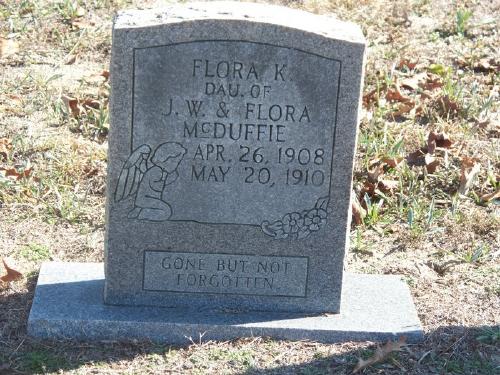 FLORA K.
DAU. OF
J. W. & FLORA
McDUFFIE
APR. 26, 1908
MAY 20, 1910
GONE BUT NOT
FORGOTTEN